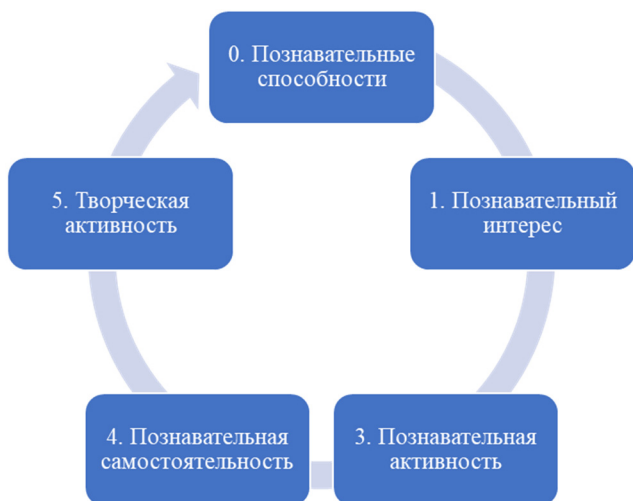 0. Познавательные
способности
1. Познавательный
интерес
3. Познавательная
активность
4. Познавательная
самостоятельность
5. Творческая
активность